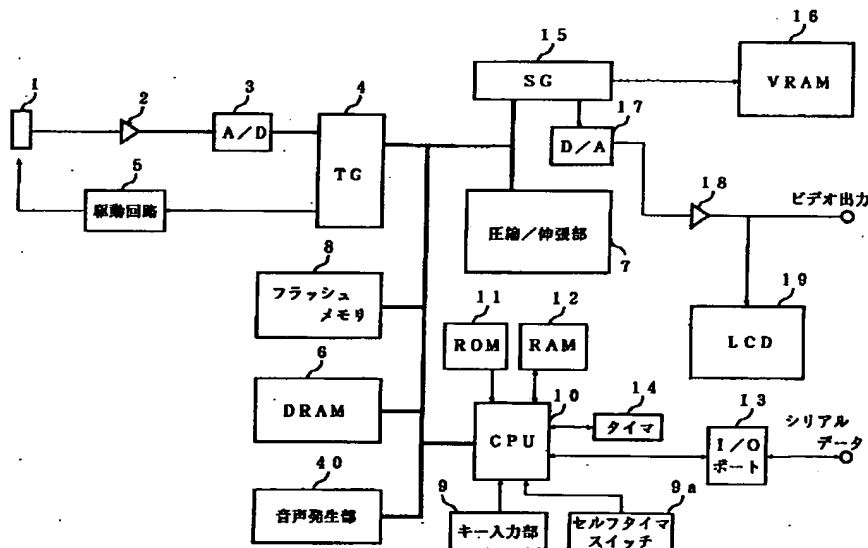 1
2
3
A/D
4
TG
5
駆動回路
15
SG
16
VRAM
17
D/A
18
ビデオ出力
圧縮/伸張部
7
19
LCD
8
フラッシュ
メモリ
6
DRAM
40
音声発生部
11
ROM
12
RAM
10
CPU
14
タイマ
13
I/O
ポート
シリアル
データ
9
キー入力部
9a
セルフタイマ
スイッチ